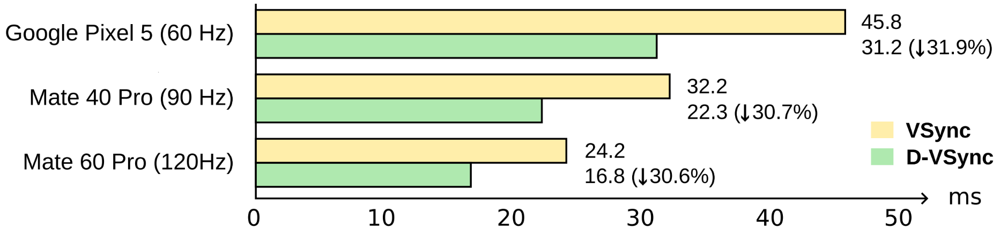 Google Pixel 5 (60 Hz)
45.8
31.2 (↓31.9%)
Mate 40 Pro (90 Hz)
32.2
22.3 (↓30.7%)
Mate 60 Pro (120Hz)
24.2
16.8 (↓30.6%)
VSync
D-VSync
ms
0 10 20 30 40 50